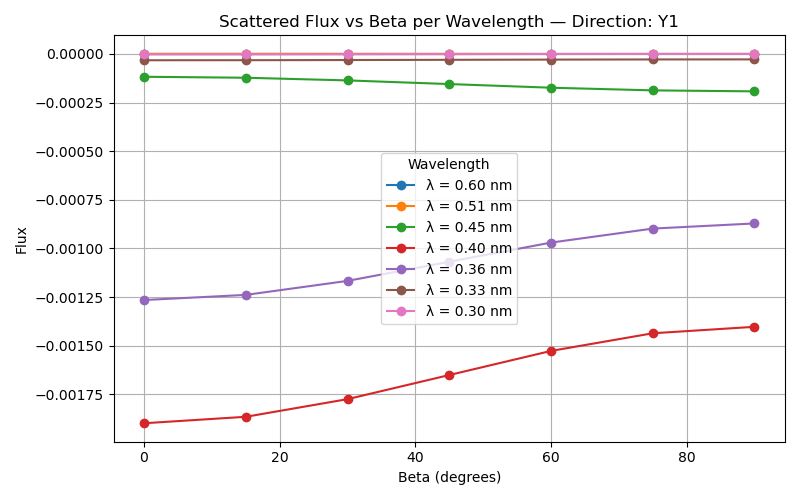 Scattered Flux vs Beta per Wavelength — Direction: Y1
Flux
0.00000
−0.00025
−0.00050
−0.00075
−0.00100
−0.00125
−0.00150
−0.00175
Wavelength
λ = 0.60 nm
λ = 0.51 nm
λ = 0.45 nm
λ = 0.40 nm
λ = 0.36 nm
λ = 0.33 nm
λ = 0.30 nm
0 20 40 60 80
Beta (degrees)